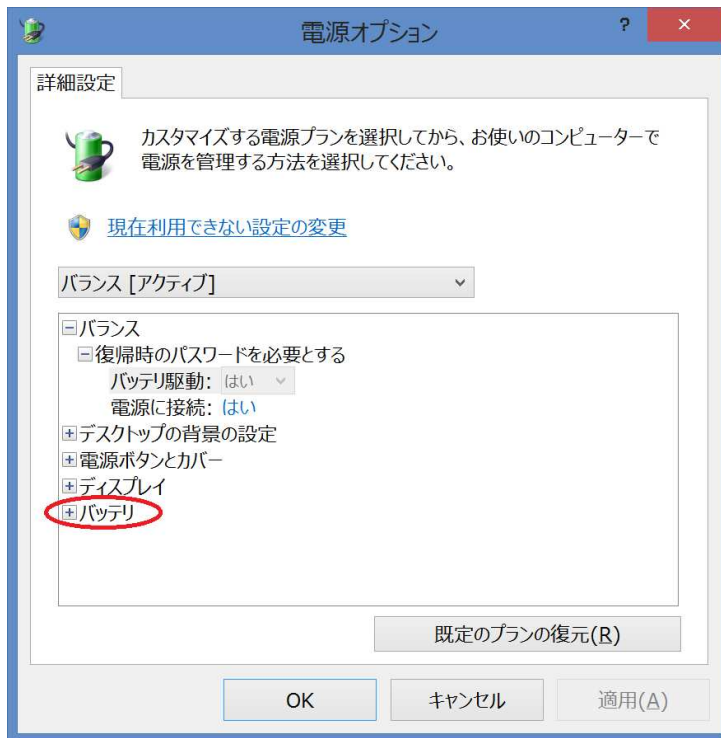 電源オプション
?
×
詳細設定
カスタマイズする電源プランを選択してから、お使いのコンピューターで
電源を管理する方法を選択してください。
現在利用できない設定の変更
バランス [アクティブ]
バランス
復帰時のパスワードを必要とする
バッテリ駆動: はい
電源に接続: はい
デスクトップの背景の設定
電源ボタンとカバー
ディスプレイ
バッテリ
既定のプランの復元(R)
OK
キャンセル
適用(A)